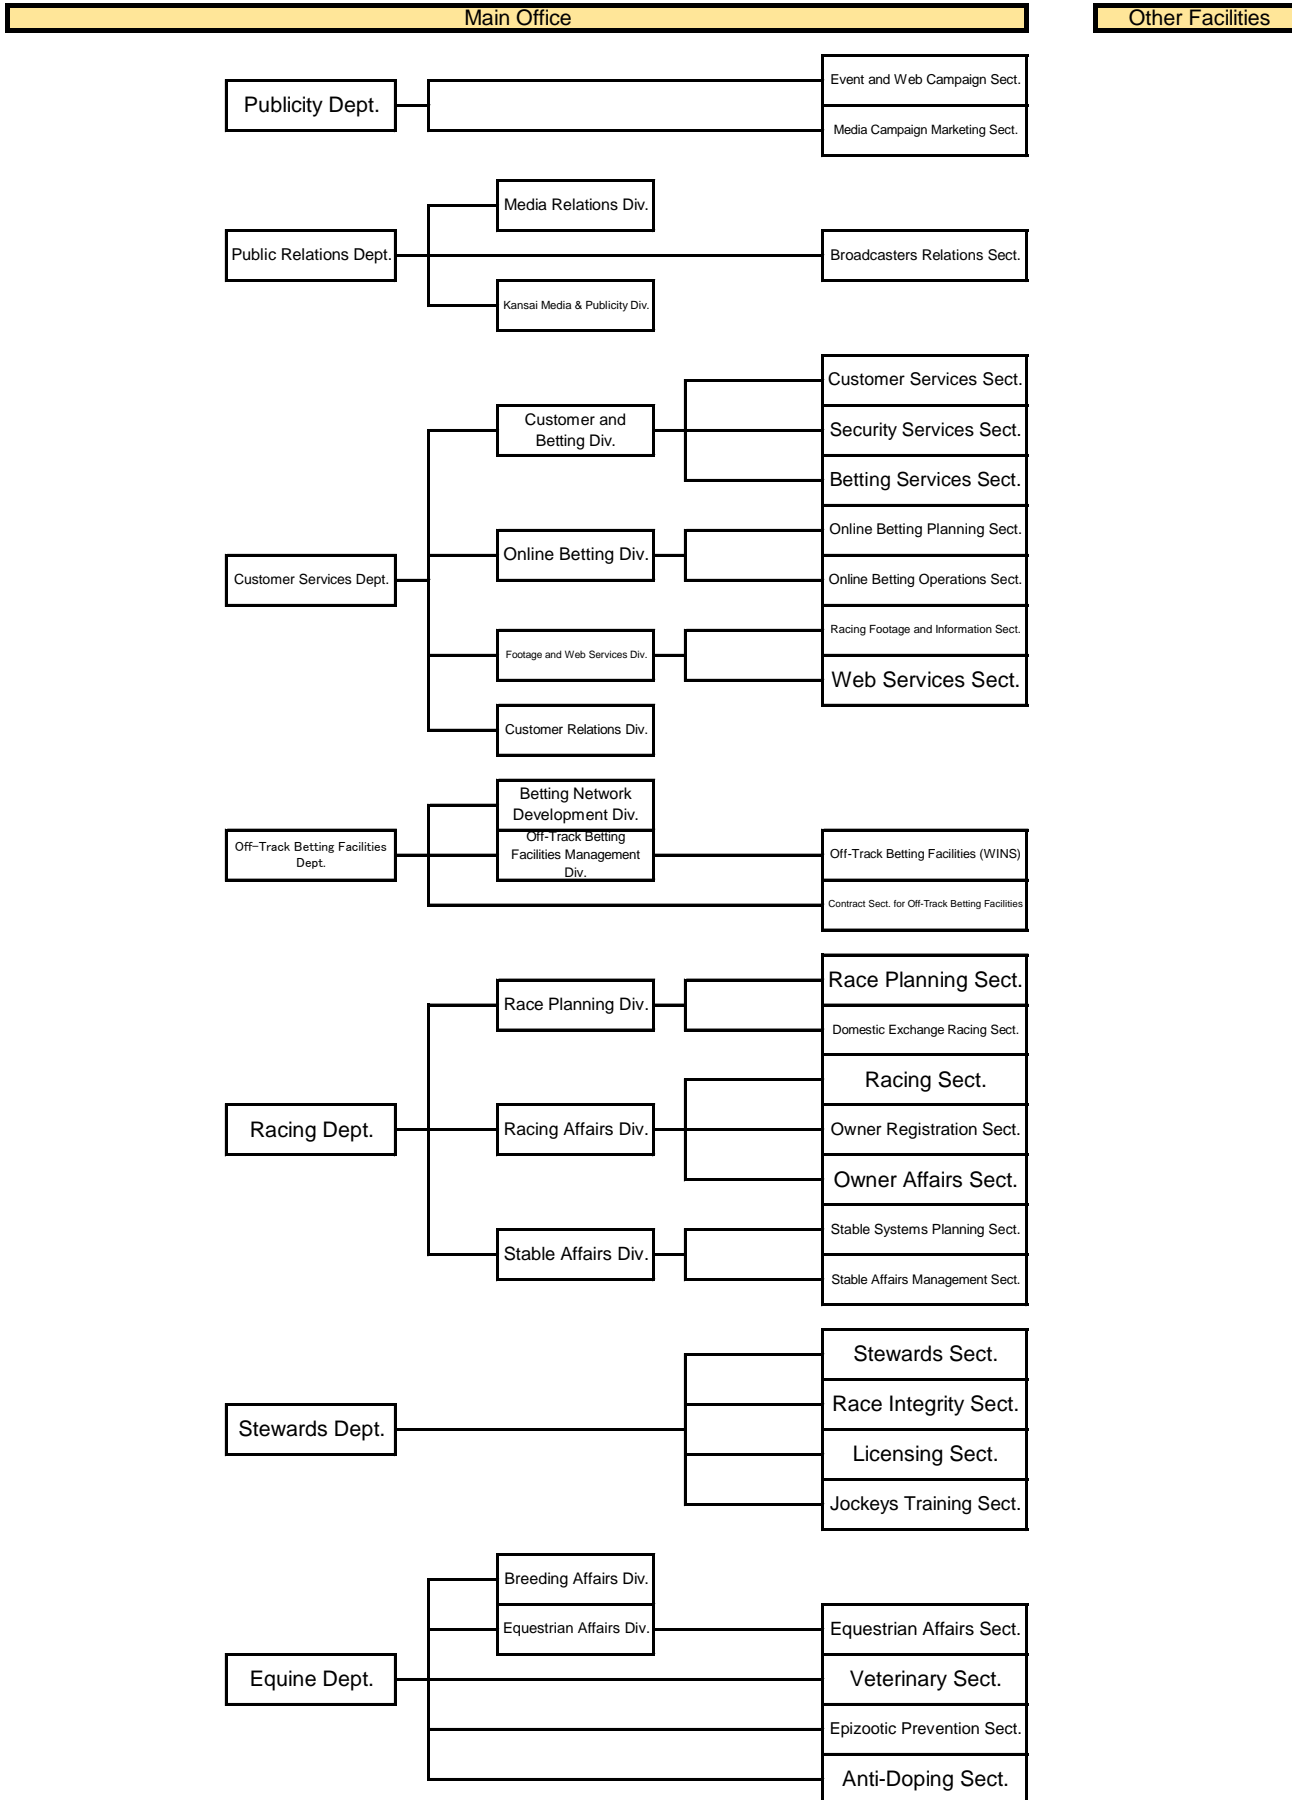 Main Office
Other Facilities
Publicity Dept.
Event and Web Campaign Sect.
Media Campaign Marketing Sect.
Public Relations Dept.
Media Relations Div.
Broadcasters Relations Sect.
Kansai Media & Publicity Div.
Customer Services Dept.
Customer and
Betting Div.
Customer Services Sect.
Security Services Sect.
Betting Services Sect.
Online Betting Div.
Online Betting Planning Sect.
Online Betting Operations Sect.
Footage and Web Services Div.
Racing Footage and Information Sect.
Web Services Sect.
Customer Relations Div.
Off-Track Betting Facilities
Dept.
Betting Network
Development Div.
Off-Track Betting
Facilities Management
Div.
Off-Track Betting Facilities (WINS)
Contract Sect. for Off-Track Betting Facilities
Racing Dept.
Race Planning Div.
Race Planning Sect.
Domestic Exchange Racing Sect.
Racing Affairs Div.
Racing Sect.
Owner Registration Sect.
Owner Affairs Sect.
Stable Affairs Div.
Stable Systems Planning Sect.
Stable Affairs Management Sect.
Stewards Dept.
Stewards Sect.
Race Integrity Sect.
Licensing Sect.
Jockeys Training Sect.
Equine Dept.
Breeding Affairs Div.
Equestrian Affairs Div.
Equestrian Affairs Sect.
Veterinary Sect.
Epizootic Prevention Sect.
Anti-Doping Sect.